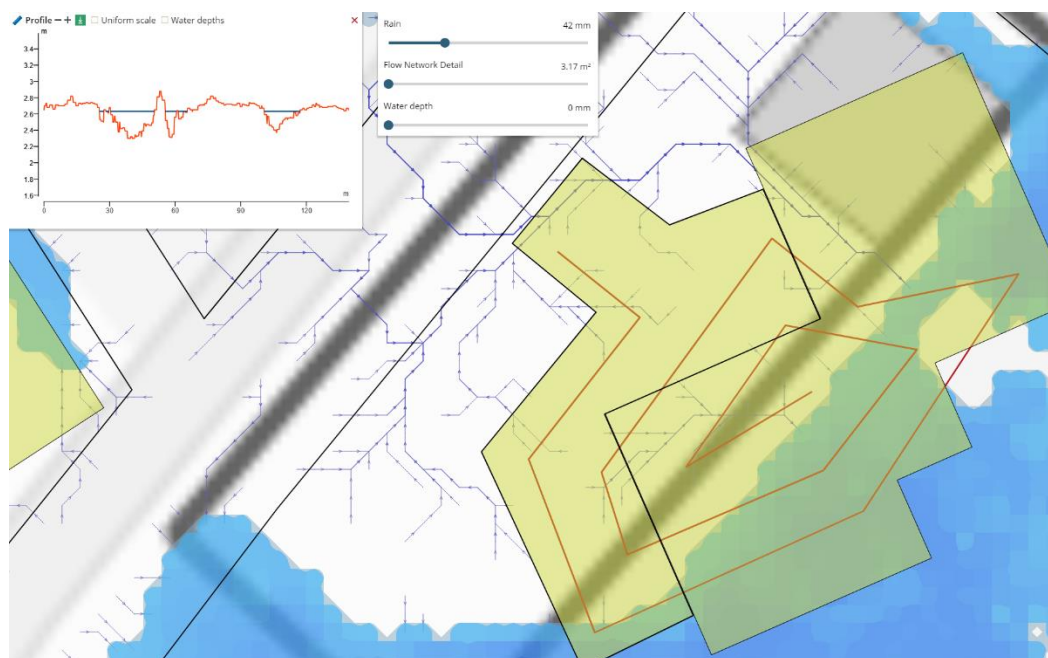 Profile − + Uniform scale Water depths ×
m
3.4
3.2
3
2.8
2.6
2.4
2.2
2
1.8
1.6
0 30 60 90 120
m
Rain 42 mm
Flow Network Detail 3.17 m²
Water depth 0 mm